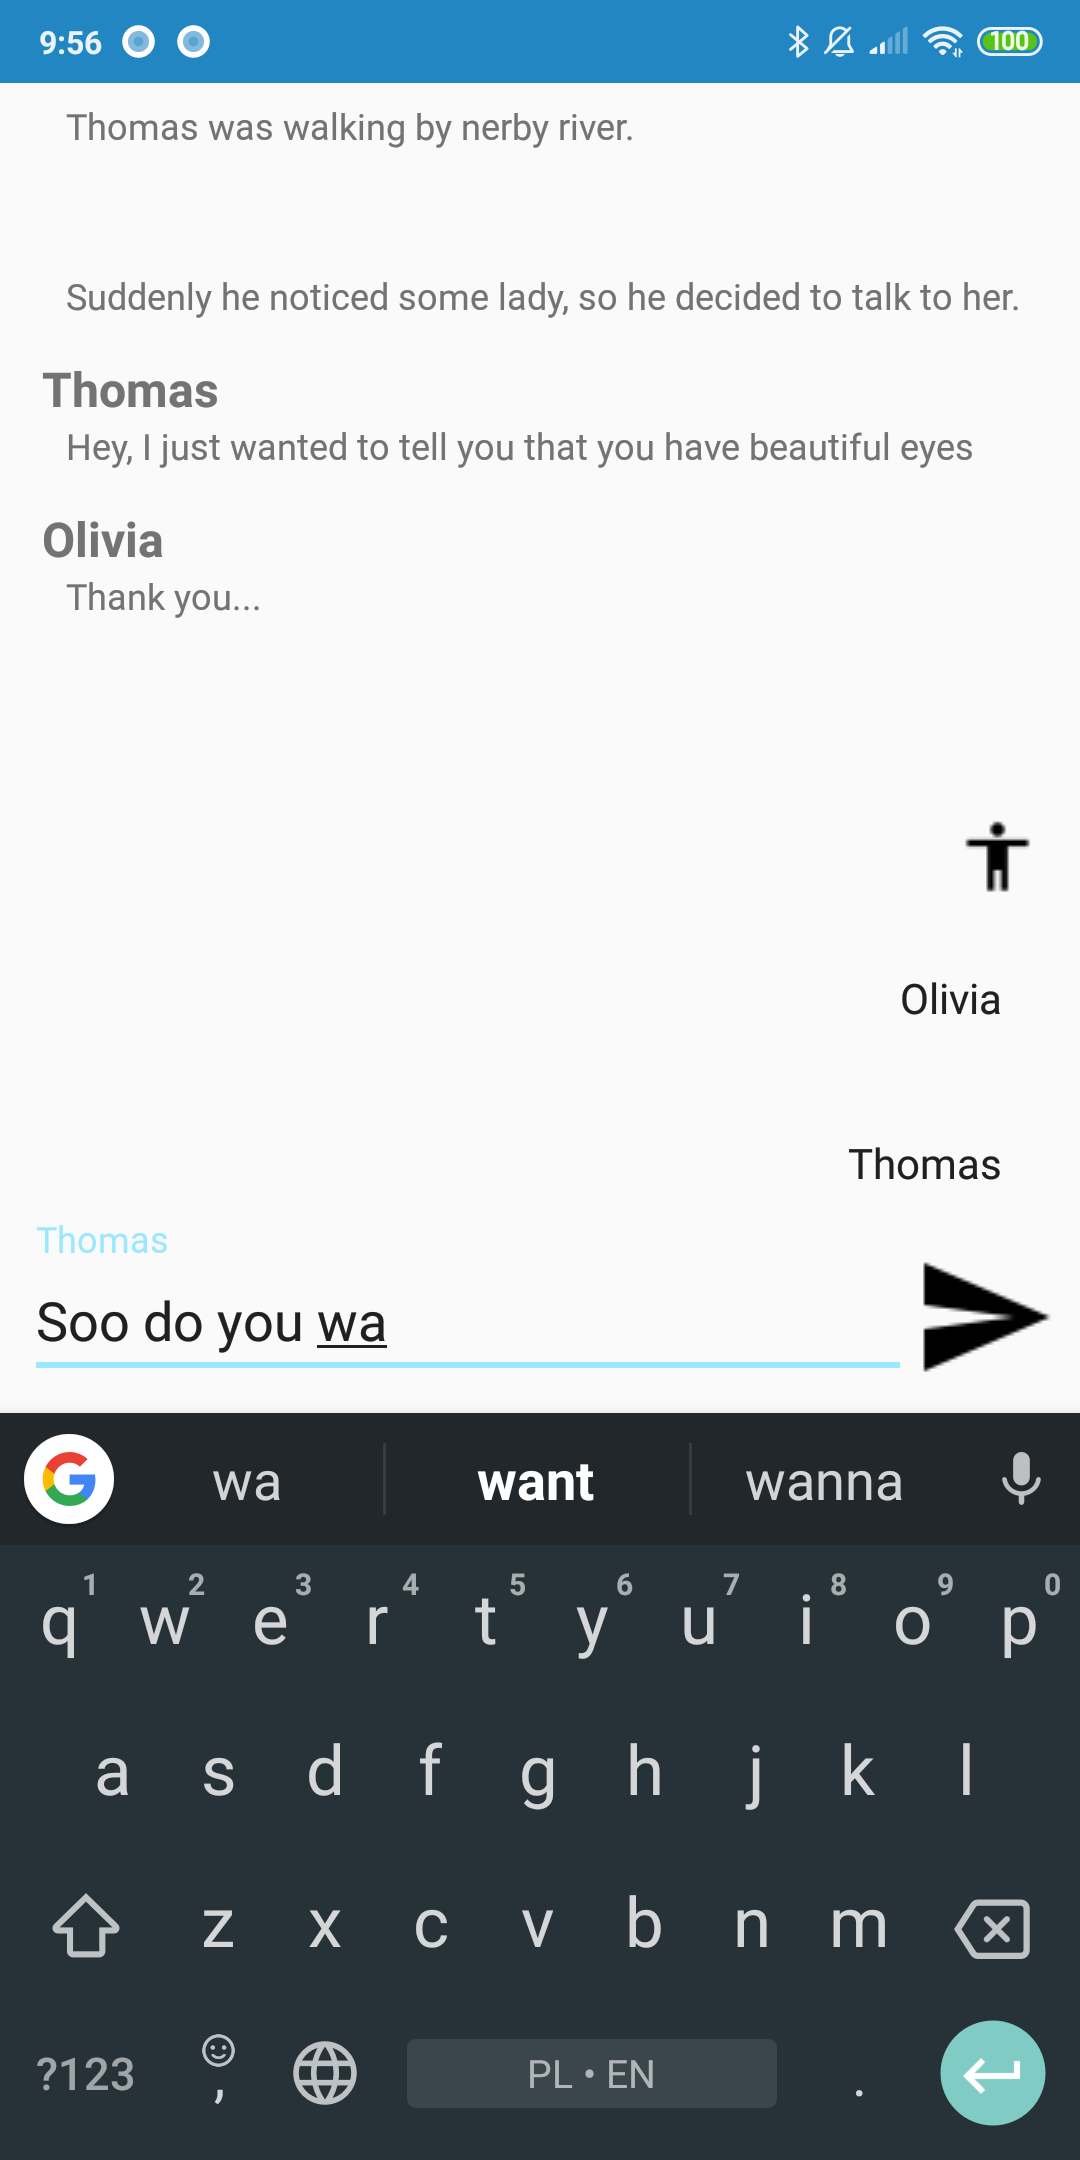 9:56
100
Thomas was walking by nerby river.
Suddenly he noticed some lady, so he decided to talk to her.
Thomas
Hey, I just wanted to tell you that you have beautiful eyes
Olivia
Thank you...
Olivia
Thomas
Thomas
Soo do you wa
wa want wanna
1 2 3 4 5 6 7 8 9 0
q w e r t y u i o p
a s d f g h j k l
z x c v b n m
?123 , PL • EN .